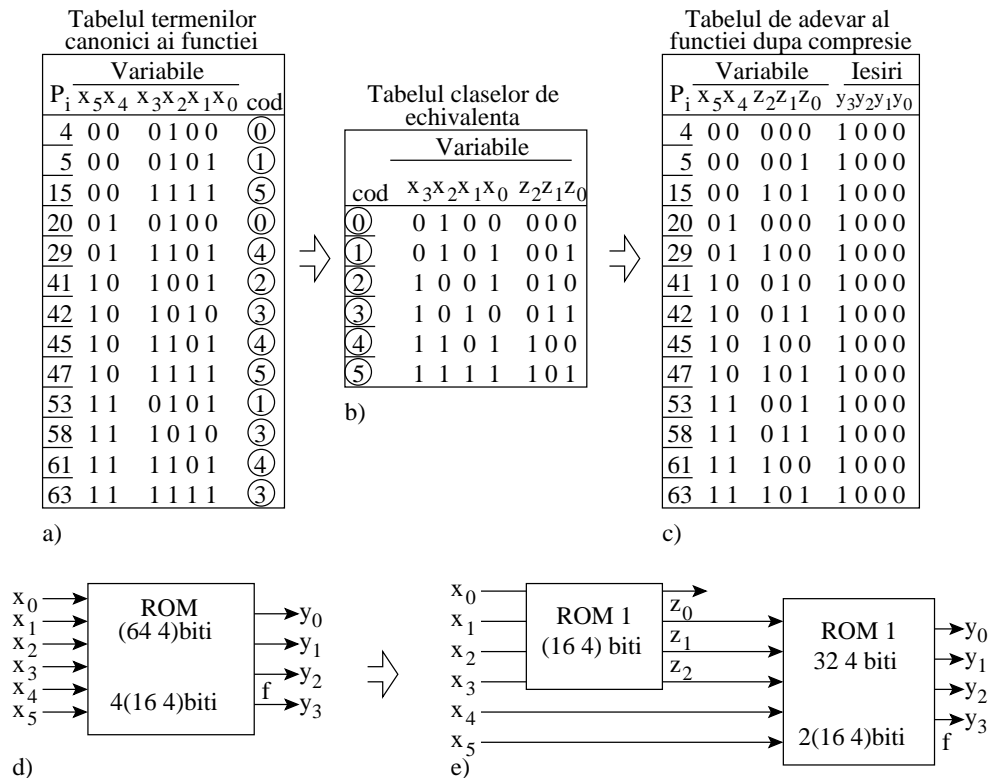 Tabelul termenilor
canonici ai functiei
Variabile
P_i x_5x_4 x_3x_2x_1x_0 cod
4 0 0 0 1 0 0 0
5 0 0 0 1 0 1 1
15 0 0 1 1 1 1 5
20 0 1 0 1 0 0 0
29 0 1 1 1 0 1 4
41 1 0 1 0 0 1 2
42 1 0 1 0 1 0 3
45 1 0 1 1 0 1 4
47 1 0 1 1 1 1 5
53 1 1 0 1 0 1 1
58 1 1 1 0 1 0 3
61 1 1 1 1 0 1 4
63 1 1 1 1 1 1 3
a)
Tabelul claselor de
echivalenta
Variabile
cod x_3x_2x_1x_0 z_2z_1z_0
0 0 1 0 0 0 0 0
1 0 1 0 1 0 0 1
2 1 0 0 1 0 1 0
3 1 0 1 0 0 1 1
4 1 1 0 1 1 0 0
5 1 1 1 1 1 0 1
b)
Tabelul de adevar al
functiei dupa compresie
Variabile Iesiri
P_i x_5x_4 z_2z_1z_0 y_3y_2y_1y_0
4 0 0 0 0 0 1 0 0 0
5 0 0 0 0 1 1 0 0 0
15 0 0 1 0 1 1 0 0 0
20 0 1 0 0 0 1 0 0 0
29 0 1 1 0 0 1 0 0 0
41 1 0 0 1 0 1 0 0 0
42 1 0 0 1 1 1 0 0 0
45 1 0 1 0 0 1 0 0 0
47 1 0 1 0 1 1 0 0 0
53 1 1 0 0 1 1 0 0 0
58 1 1 0 1 1 1 0 0 0
61 1 1 1 0 0 1 0 0 0
63 1 1 1 0 1 1 0 0 0
c)
x_0
x_1
x_2
x_3
x_4
x_5
ROM
(64 4)biti
4(16 4)biti
y_0
y_1
y_2
f
y_3
d)
x_0
x_1
x_2
x_3
x_4
x_5
ROM 1
(16 4) biti
z_0
z_1
z_2
ROM 1
32 4 biti
2(16 4)biti
y_0
y_1
y_2
y_3
f
e)